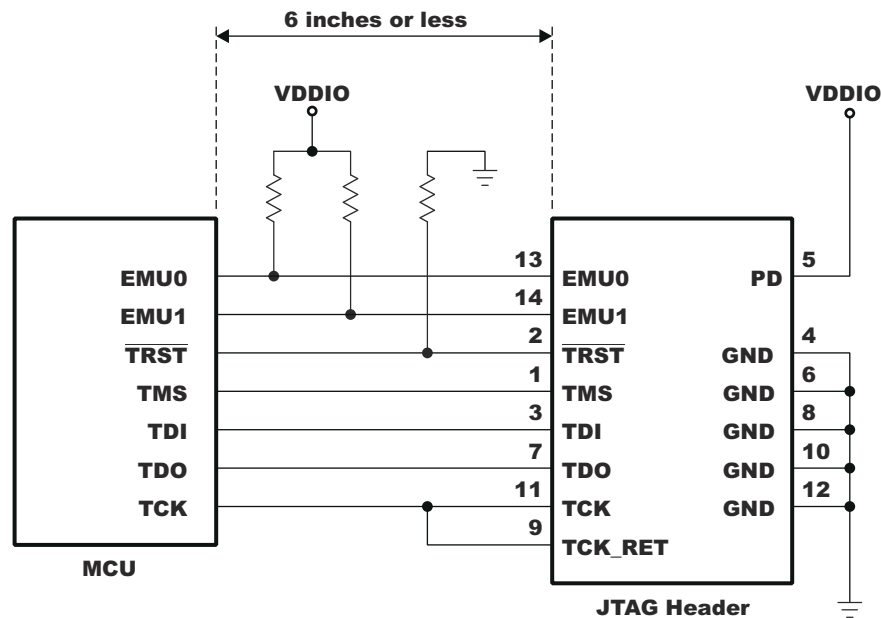 6 inches or less
VDDIO
VDDIO
13
EMU0
EMU0
5
PD
14
EMU1
EMU1
2
TRST
TRST
4
GND
1
TMS
TMS
6
GND
3
TDI
TDI
8
GND
7
TDO
TDO
10
GND
11
TCK
TCK
12
GND
9
TCK_RET
MCU
JTAG Header